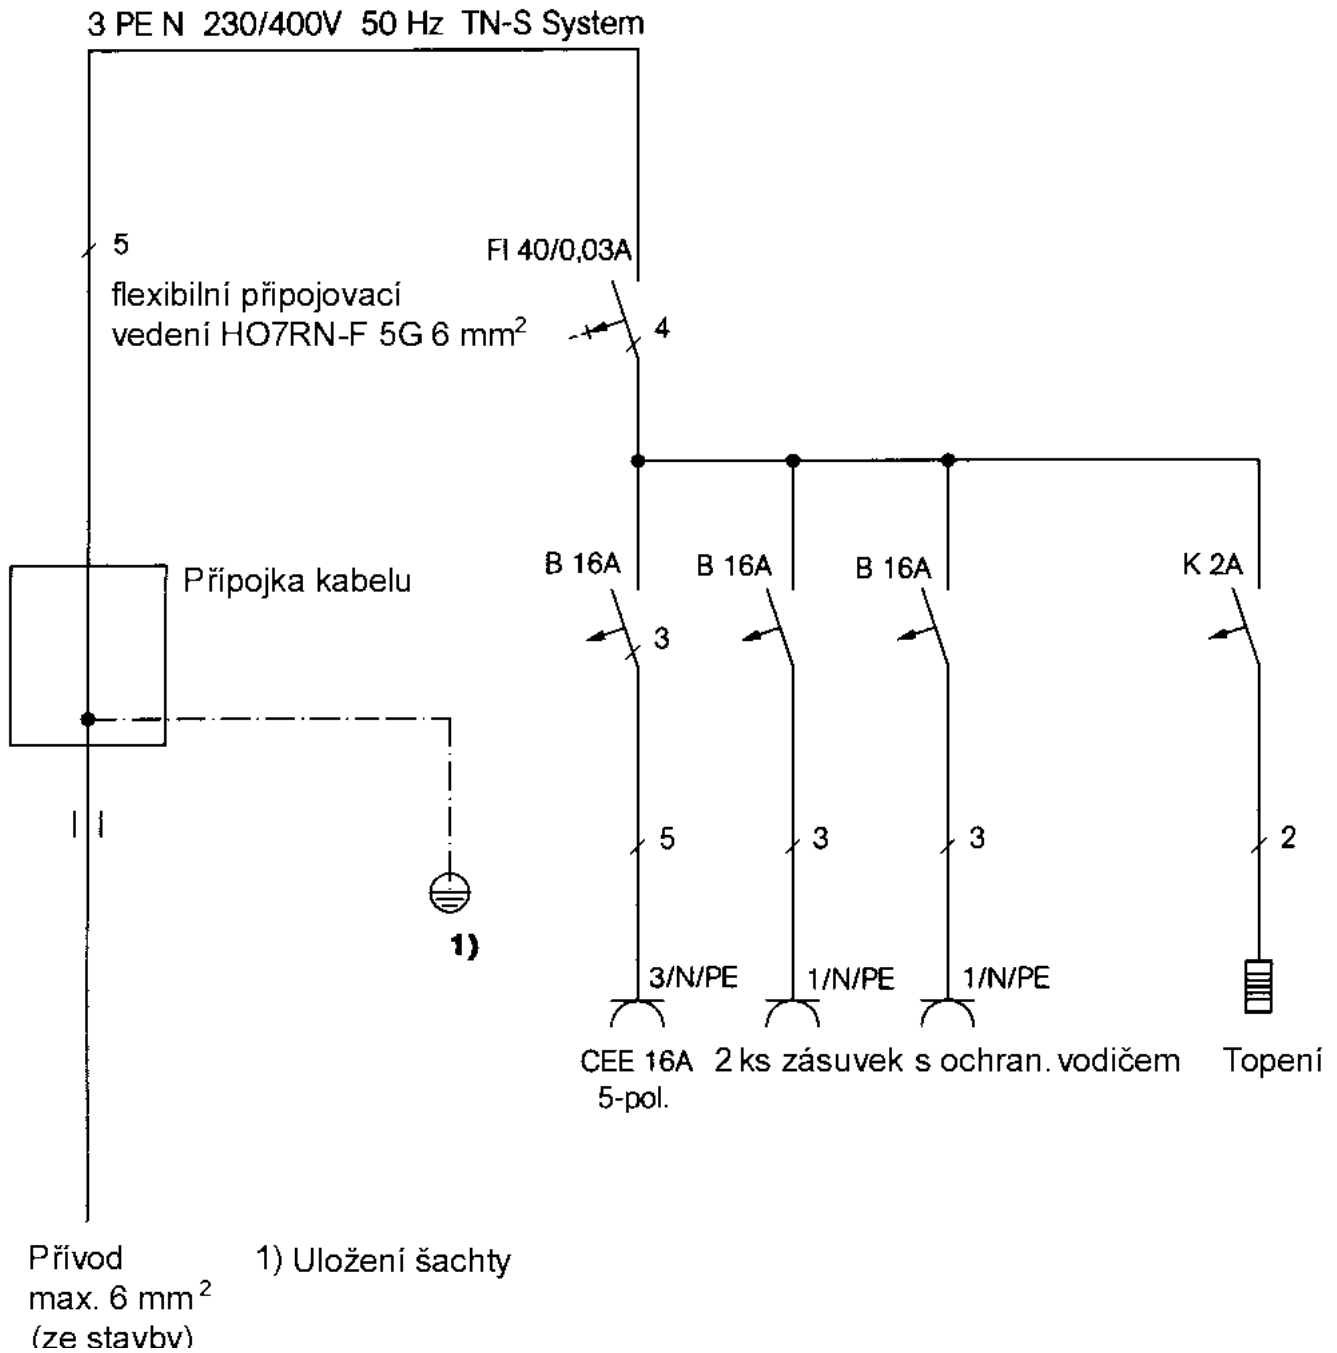 3 PE N 230/400V 50 Hz TN-S System
5
FI 40/0,03A
flexibilní připojovací
vedení HO7RN-F 5G 6 mm²
4
B 16A
B 16A
B 16A
K 2A
Přípojka kabelu
3
5
3
3
2
1)
3/N/PE
1/N/PE
1/N/PE
CEE 16A
5-pol.
2 ks zásuvek s ochran. vodičem
Topení
Přívod
max. 6 mm²
(ze stavby)
1) Uložení šachty